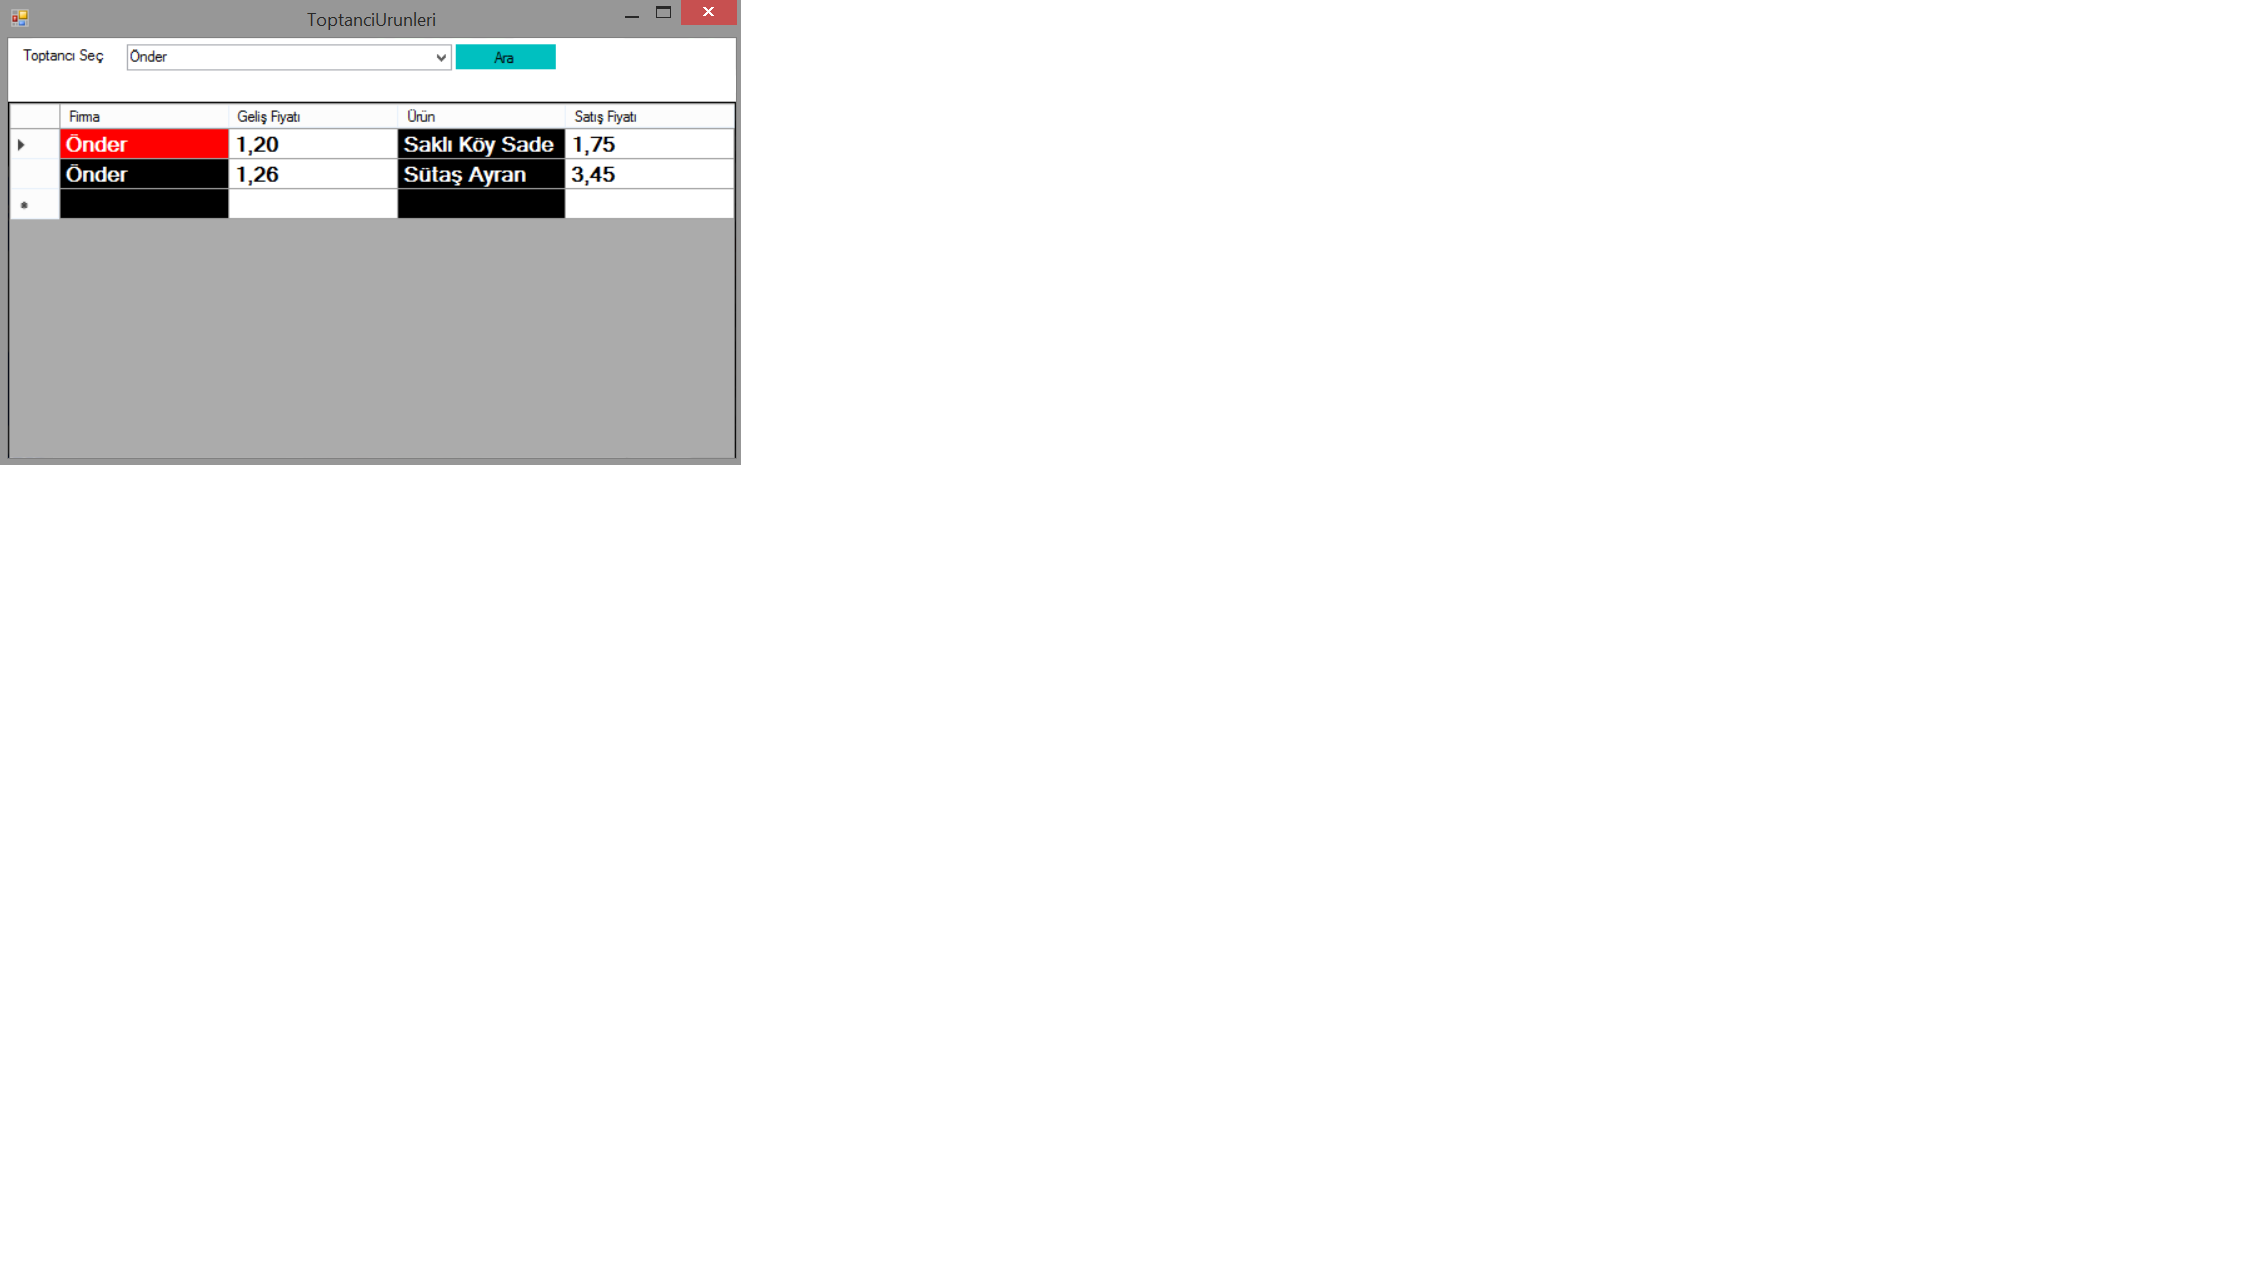 ToptanciUrunleri
Toptancı Seç Önder Ara
Firma Geliş Fiyatı Ürün Satış Fiyatı
Önder 1,20 Saklı Köy Sade 1,75
Önder 1,26 Sütaş Ayran 3,45